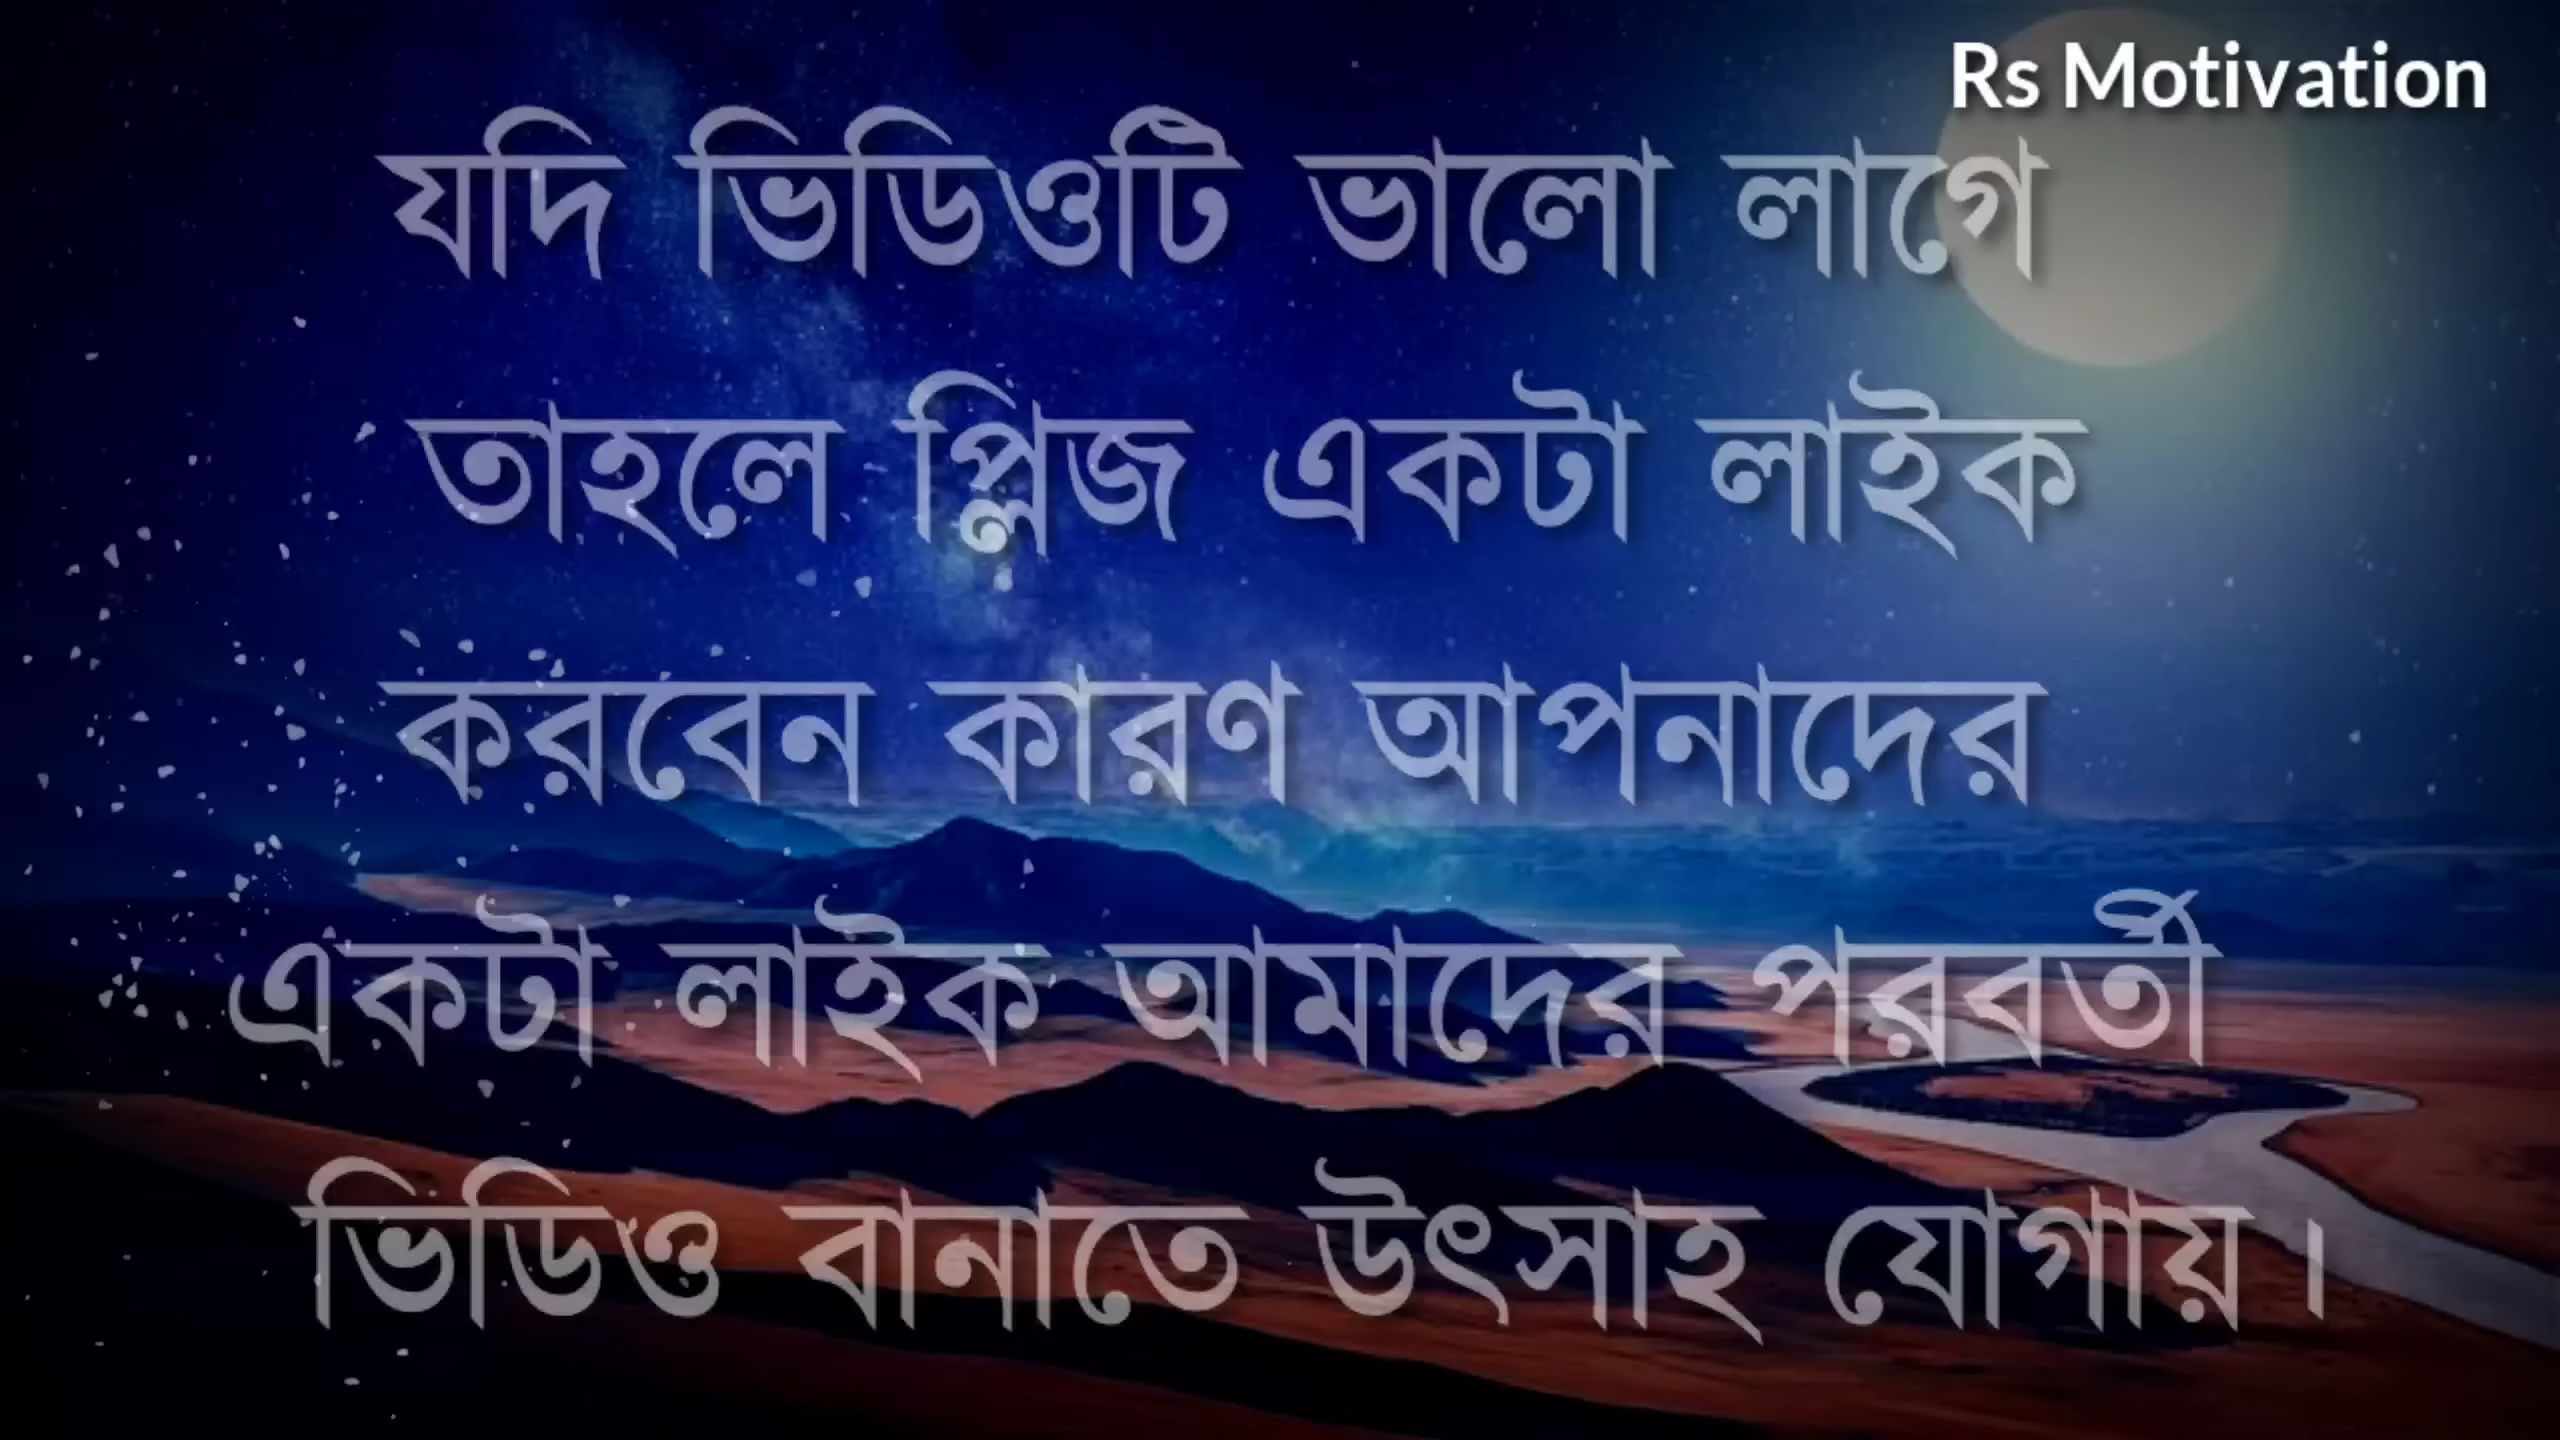 Rs Motivation
যদি ভিডিওটি ভালো লাগে
তাহলে প্লিজ একটা লাইক
করবেন কারণ আপনাদের
একটা লাইক আমাদের পরবর্তী
ভিডিও বানাতে উৎসাহ যোগায়।